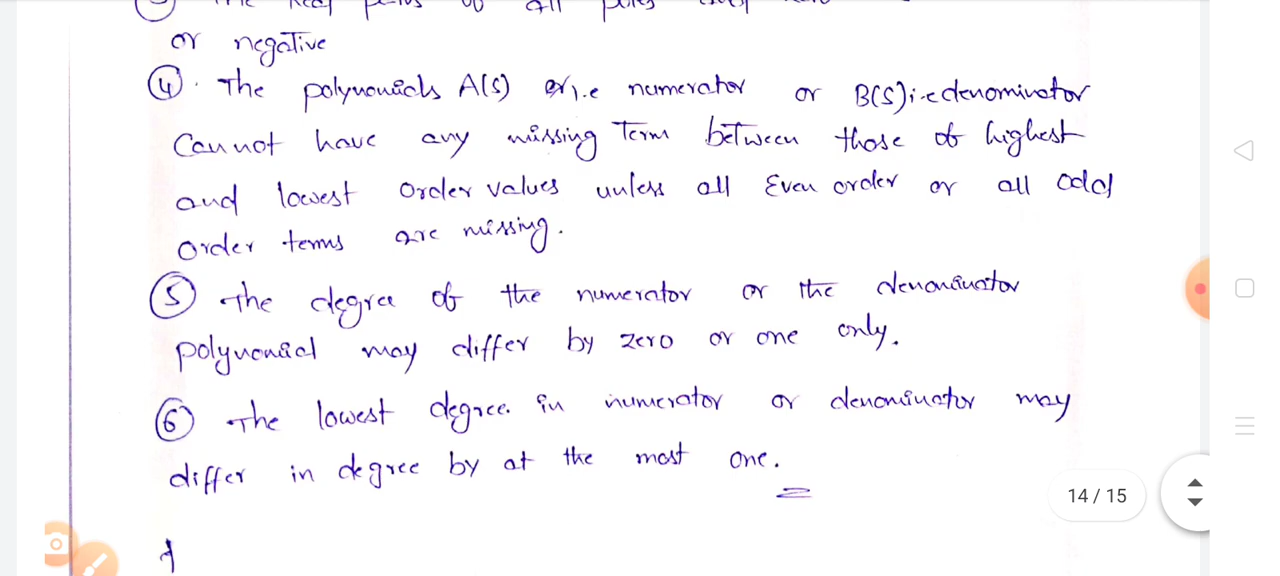 or negative
④. The polynomials A(s) or i.e numerator or B(s) i.e denominator
Cannot have any missing Term between those of highest
and lowest order values unless all Even order or all odd
order terms are missing.
⑤ The degree of the numerator or the denominator
polynomial may differ by zero or one only.
⑥ The lowest degree in numerator or denominator may
differ in degree by at the most one.
14 / 15